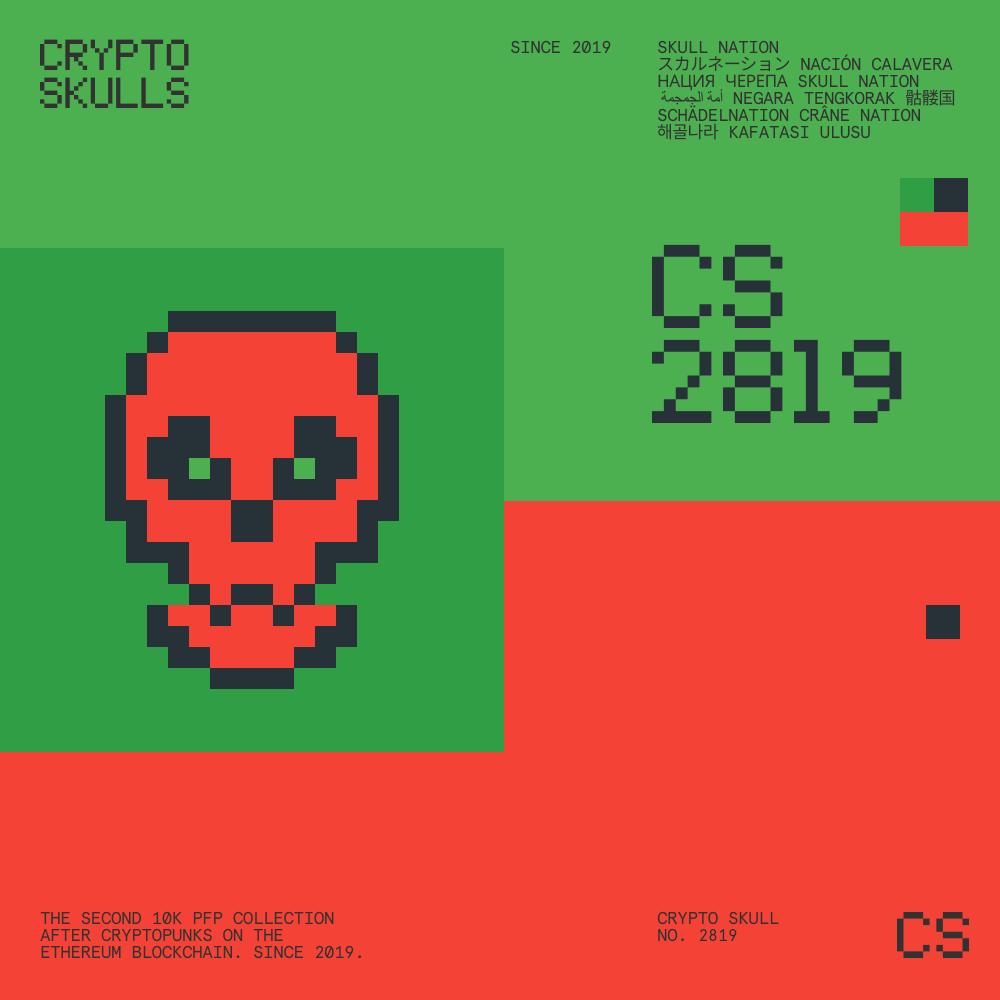 CRYPTO
SKULLS
SINCE 2019
SKULL NATION
スカルネーション NACIÓN CALAVERA
НАЦИЯ ЧЕРЕПА SKULL NATION
أمة الجمجمة NEGARA TENGKORAK 骷髅国
SCHÄDELNATION CRÂNE NATION
해골나라 KAFATASI ULUSU
CS
2819
THE SECOND 10K PFP COLLECTION
AFTER CRYPTOPUNKS ON THE
ETHEREUM BLOCKCHAIN. SINCE 2019.
CRYPTO SKULL
NO. 2819
CS